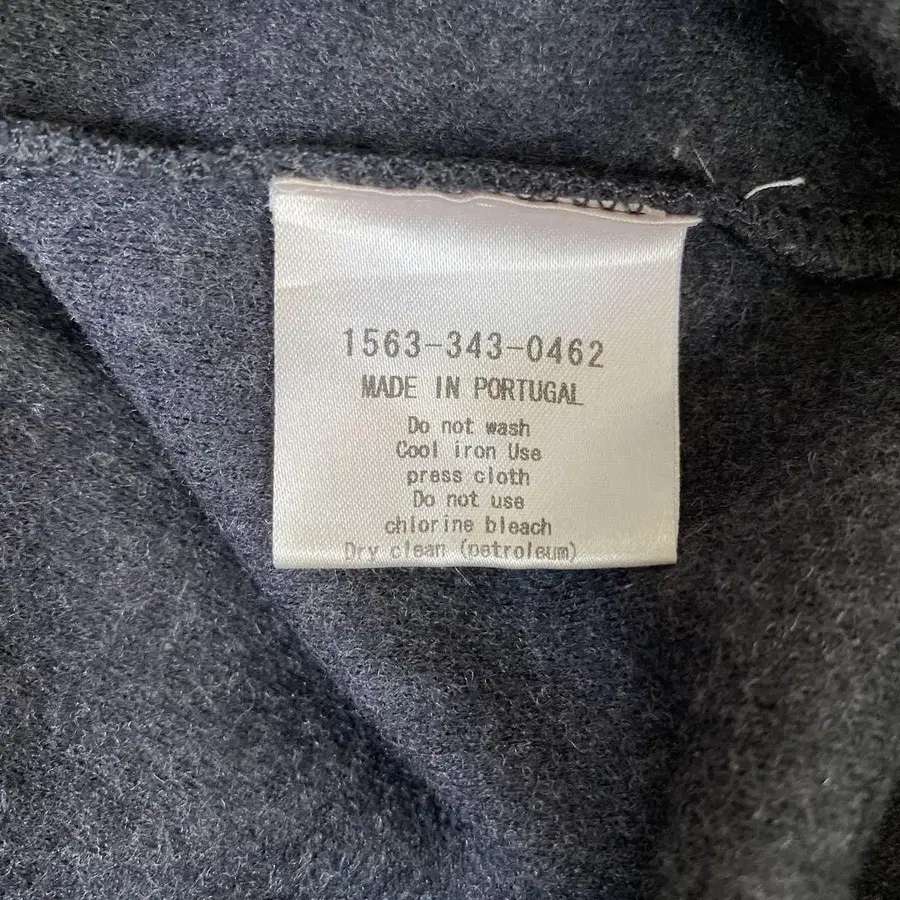 1563-343-0462
MADE IN PORTUGAL
Do not wash
Cool iron Use
press cloth
Do not use
chlorine bleach
Dry clean (petroleum)